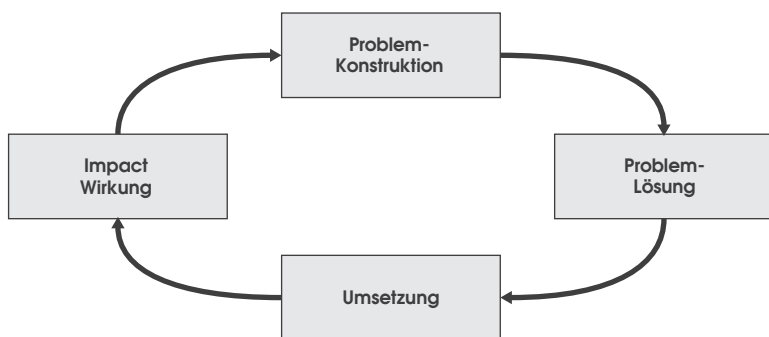 Problem-
Konstruktion
Impact
Wirkung
Problem-
Lösung
Umsetzung